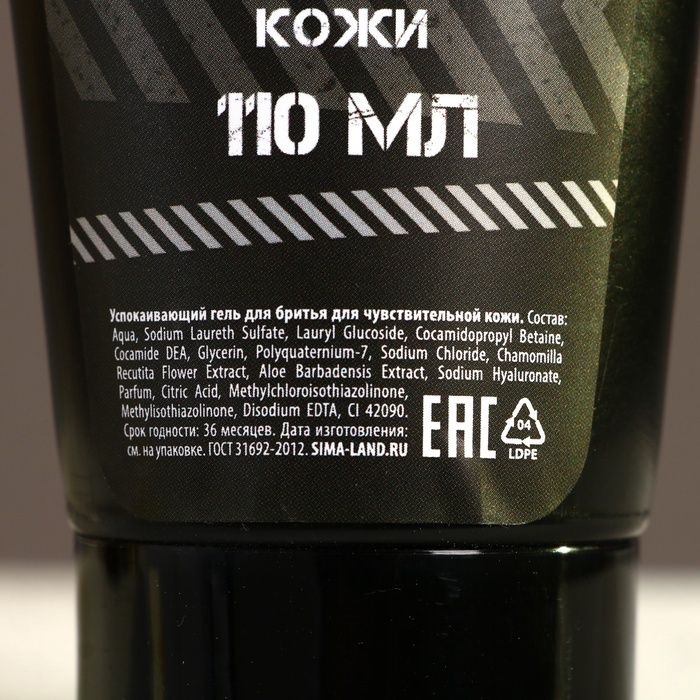 КОЖИ
110 МЛ
Успокаивающий гель для бритья для чувствительной кожи. Состав:
Aqua, Sodium Laureth Sulfate, Lauryl Glucoside, Cocamidopropyl Betaine,
Cocamide DEA, Glycerin, Polyquaternium-7, Sodium Chloride, Chamomilla
Recutita Flower Extract, Aloe Barbadensis Extract, Sodium Hyaluronate,
Parfum, Citric Acid, Methylchloroisothiazolinone,
Methylisothiazolinone, Disodium EDTA, CI 42090.
Срок годности: 36 месяцев. Дата изготовления:
см. на упаковке. ГОСТ 31692-2012. SIMA-LAND.RU
EAC
04
LDPE